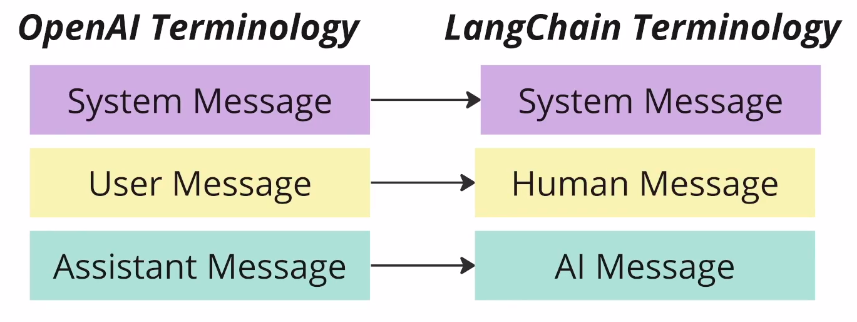 OpenAI Terminology
LangChain Terminology
System Message
System Message
User Message
Human Message
Assistant Message
AI Message